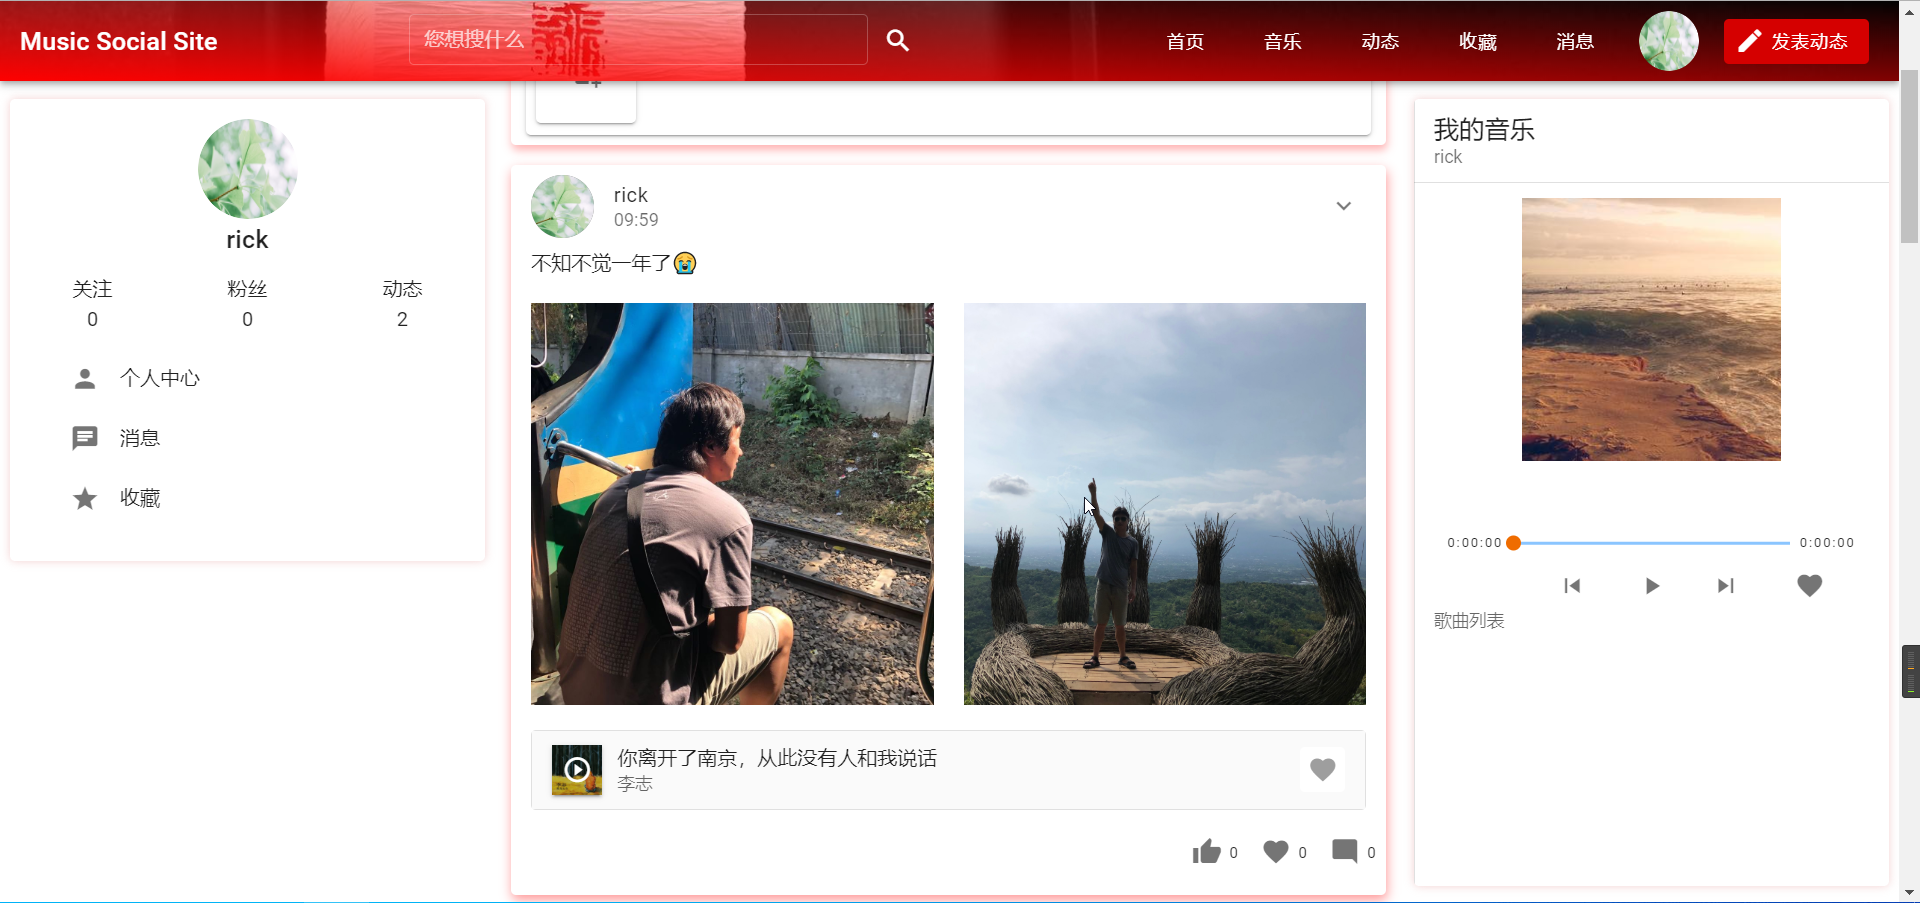 Music Social Site
您想搜什么
首页
音乐
动态
收藏
消息
发表动态
rick
关注
粉丝
动态
0
0
2
个人中心
消息
收藏
rick
09:59
不知不觉一年了😭
你离开了南京，从此没有人和我说话
李志
0
0
0
我的音乐
rick
0:00:00
0:00:00
歌曲列表